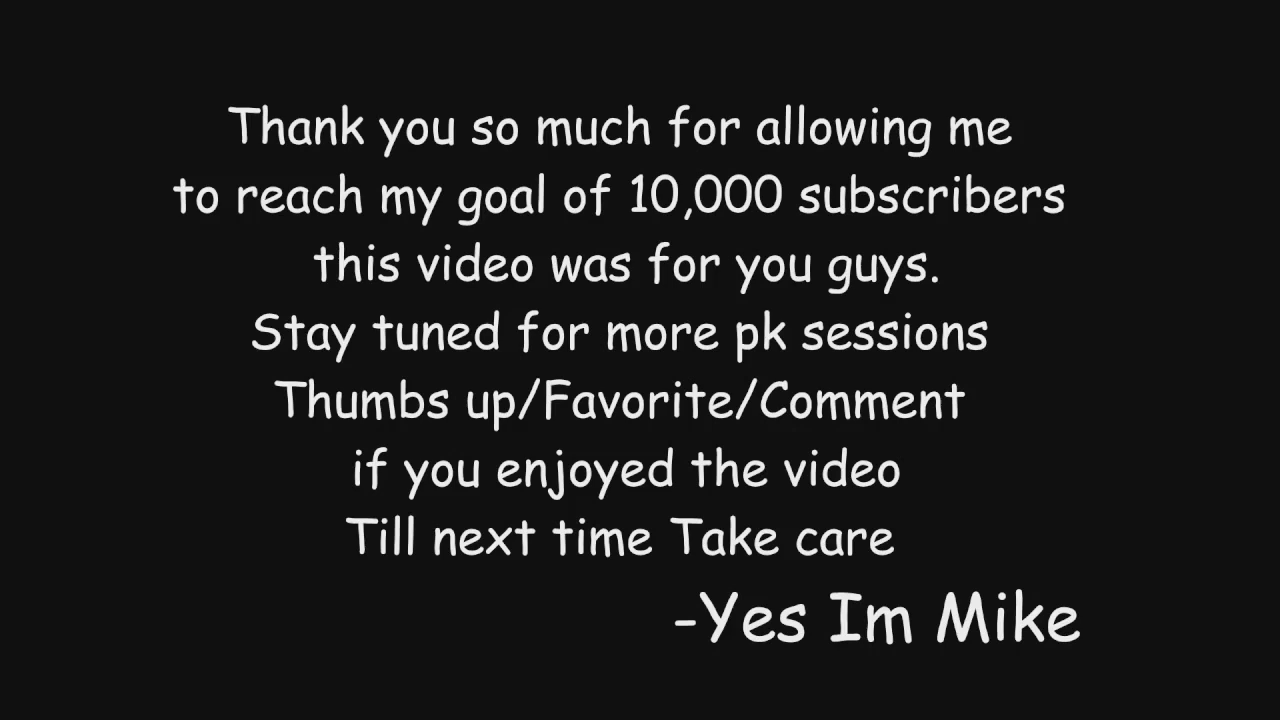 Thank you so much for allowing me
to reach my goal of 10,000 subscribers
this video was for you guys.
Stay tuned for more pk sessions
Thumbs up/Favorite/Comment
if you enjoyed the video
Till next time Take care
-Yes Im Mike